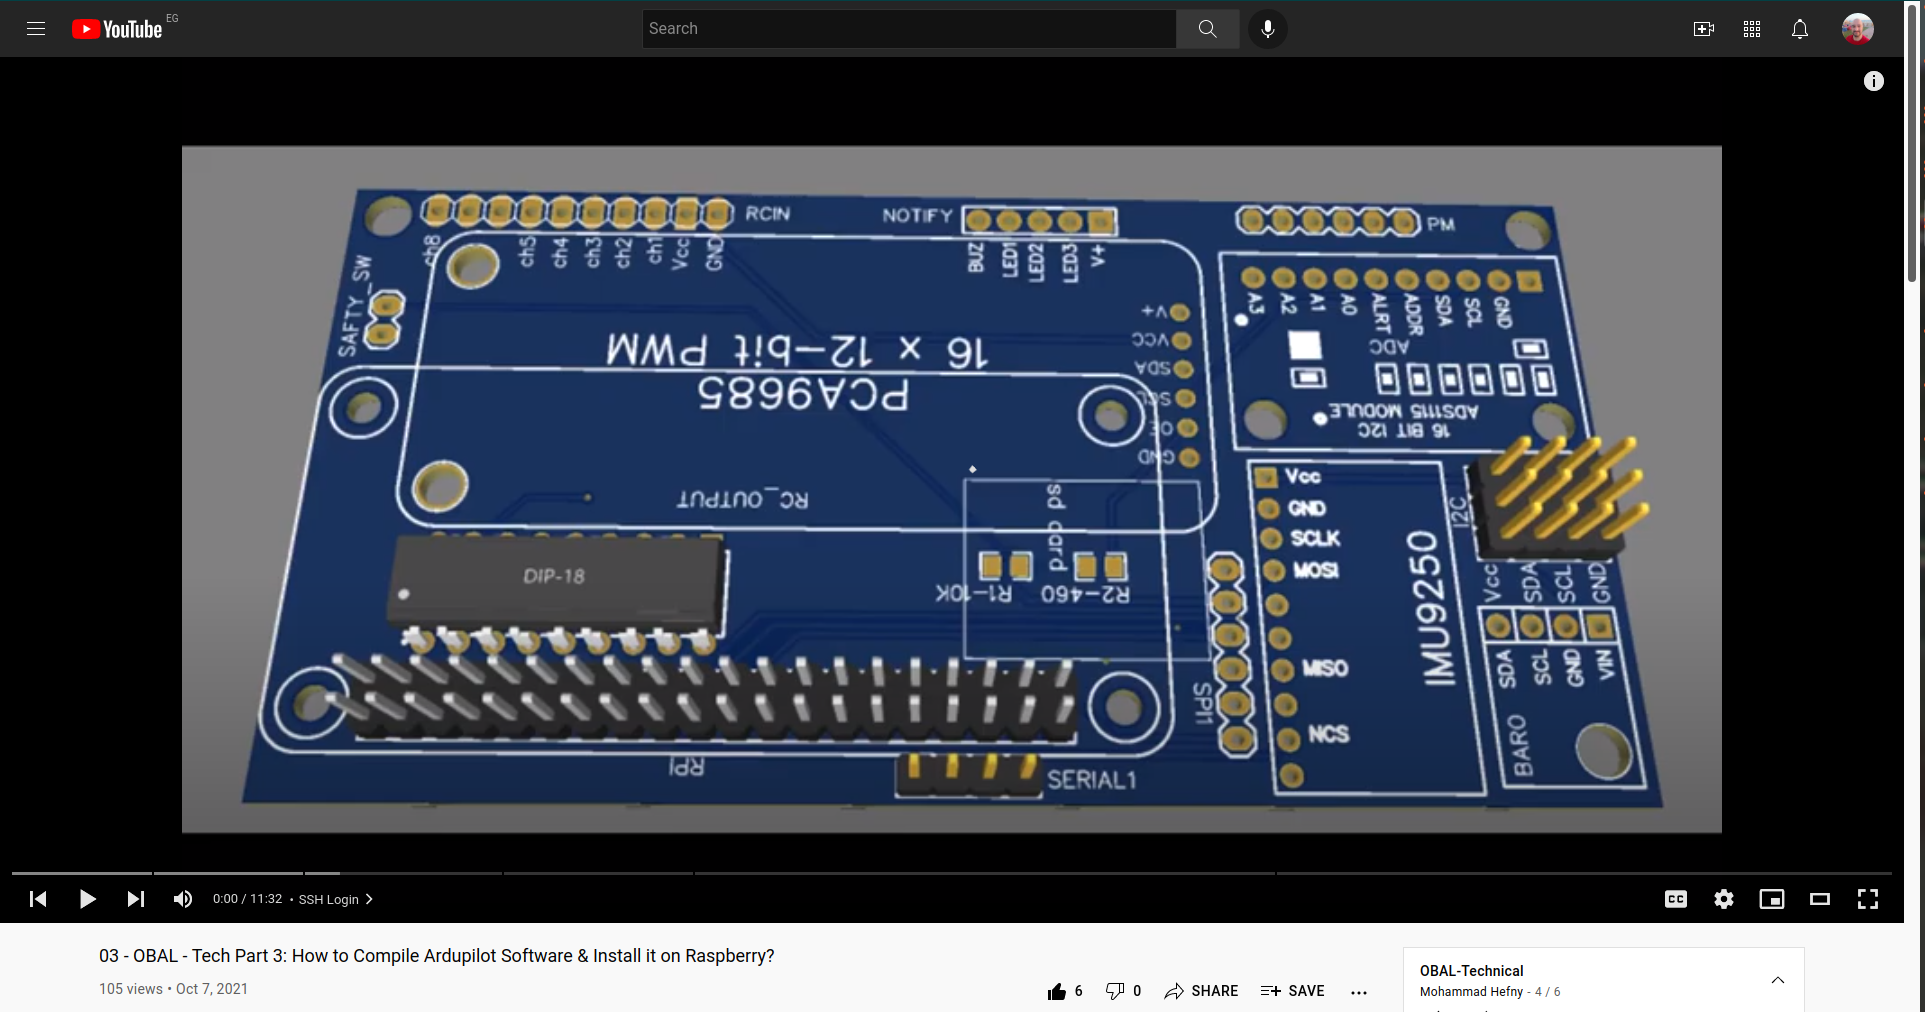 YouTube EG
Search
RCIN
NOTIFY
PM
ch8
ch5
ch4
ch3
ch2
ch1
Vcc
GND
BUZ
LED1
LED2
LED3
V+
SAFTY_SW
A3
A2
A1
A0
ALRT
ADDR
SDA
SCL
GND
ADC
V+
VCC
SDA
SCL
OE
GND
16 x 12-bit PWM
PCA9685
16 BIT I2C
ADS1115 MODULE
RC_OUTPUT
sd card
Vcc
GND
SCLK
MOSI
MISO
NCS
IMU9250
I2C
Vcc
SDA
SCL
GND
SDA
SCL
GND
VIN
BARO
DIP-18
R1-10K
R2-460
SPI1
RPI
SERIAL1
0:00 / 11:32 • SSH Login
CC
03 - OBAL - Tech Part 3: How to Compile Ardupilot Software & Install it on Raspberry?
105 views • Oct 7, 2021
6
0
SHARE
SAVE
OBAL-Technical
Mohammad Hefny - 4 / 6